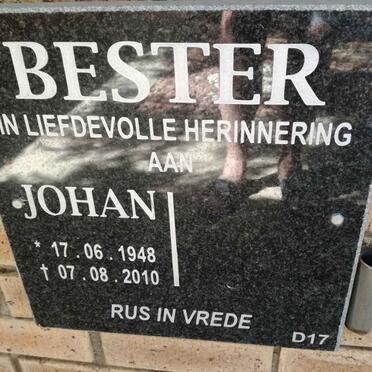 BESTER
IN LIEFDEVOLLE HERINNERING
AAN
JOHAN
* 17 . 06 . 1948
† 07 . 08 . 2010
RUS IN VREDE
D17